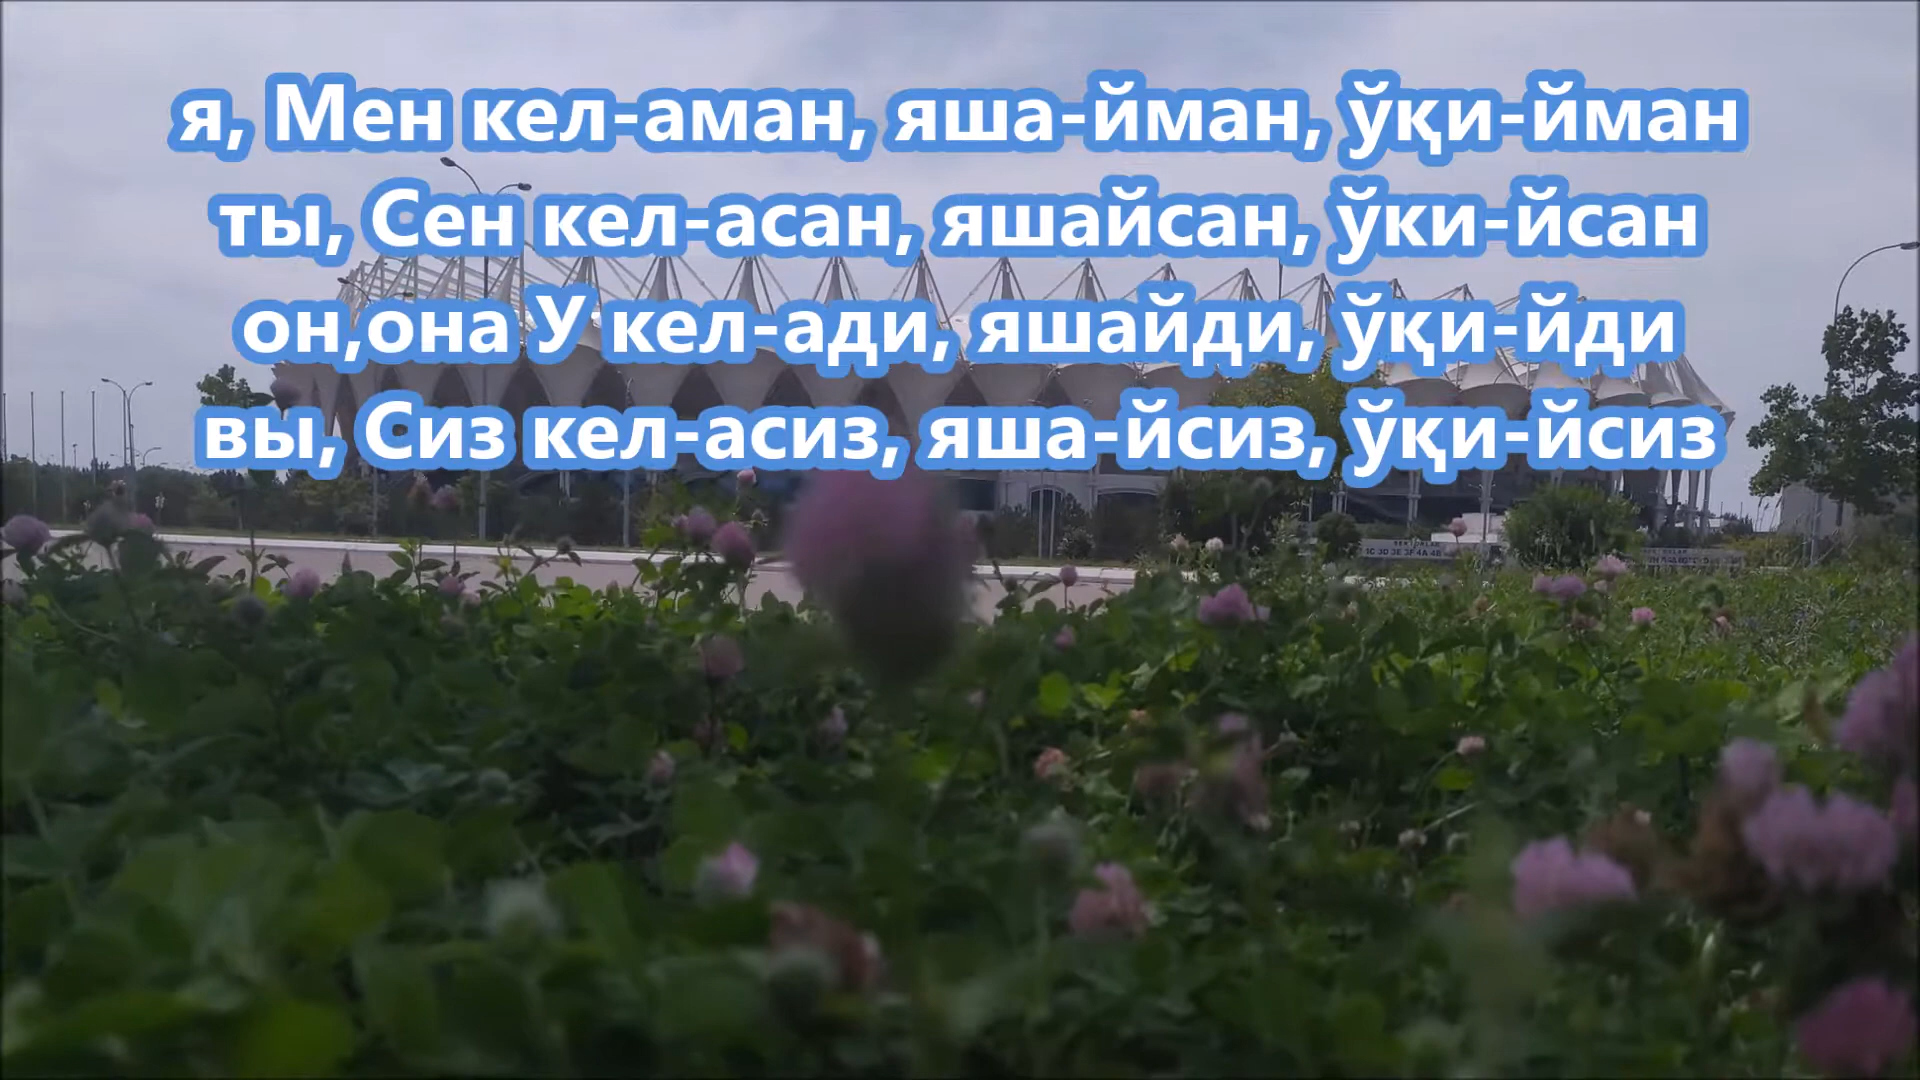 я, Мен кел-аман, яша-йман, ўқи-йман
ты, Сен кел-асан, яшайсан, ўки-йсан
он,она У кел-ади, яшайди, ўқи-йди
вы, Сиз кел-асиз, яша-йсиз, ўқи-йсиз